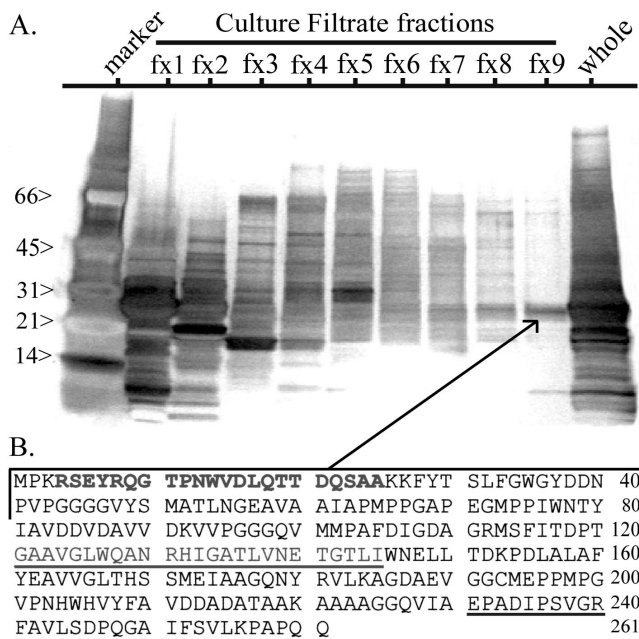 A.
Culture Filtrate fractions
marker fx1 fx2 fx3 fx4 fx5 fx6 fx7 fx8 fx9 whole
66>
45>
31>
21>
14>
B.
MPKRSEYRQG TPNWVDLQTT DQSAAKKFYT SLFGWGYDDN 40
PVPGGGGVYS MATLNGEAVA AIAPMPPGAP EGMPPIWNTY 80
IAVDDVDAVV DKVVPGGGQV MMPAFDIGDA GRMSFITDPT 120
GAAVGLWQANR HIGATLVNE TGTLIWNELL TDKPDLALAF 160
YEAVVGLTHS SMEIAAGQNY RVLKAGDAEV GGCMEPPMPG 200
VPNHWHVYFA VDDADATAAK AAAAGGQVIA EPADIPSVGR 240
FAVLSDPQGA IFSVLKPAPQ Q 261